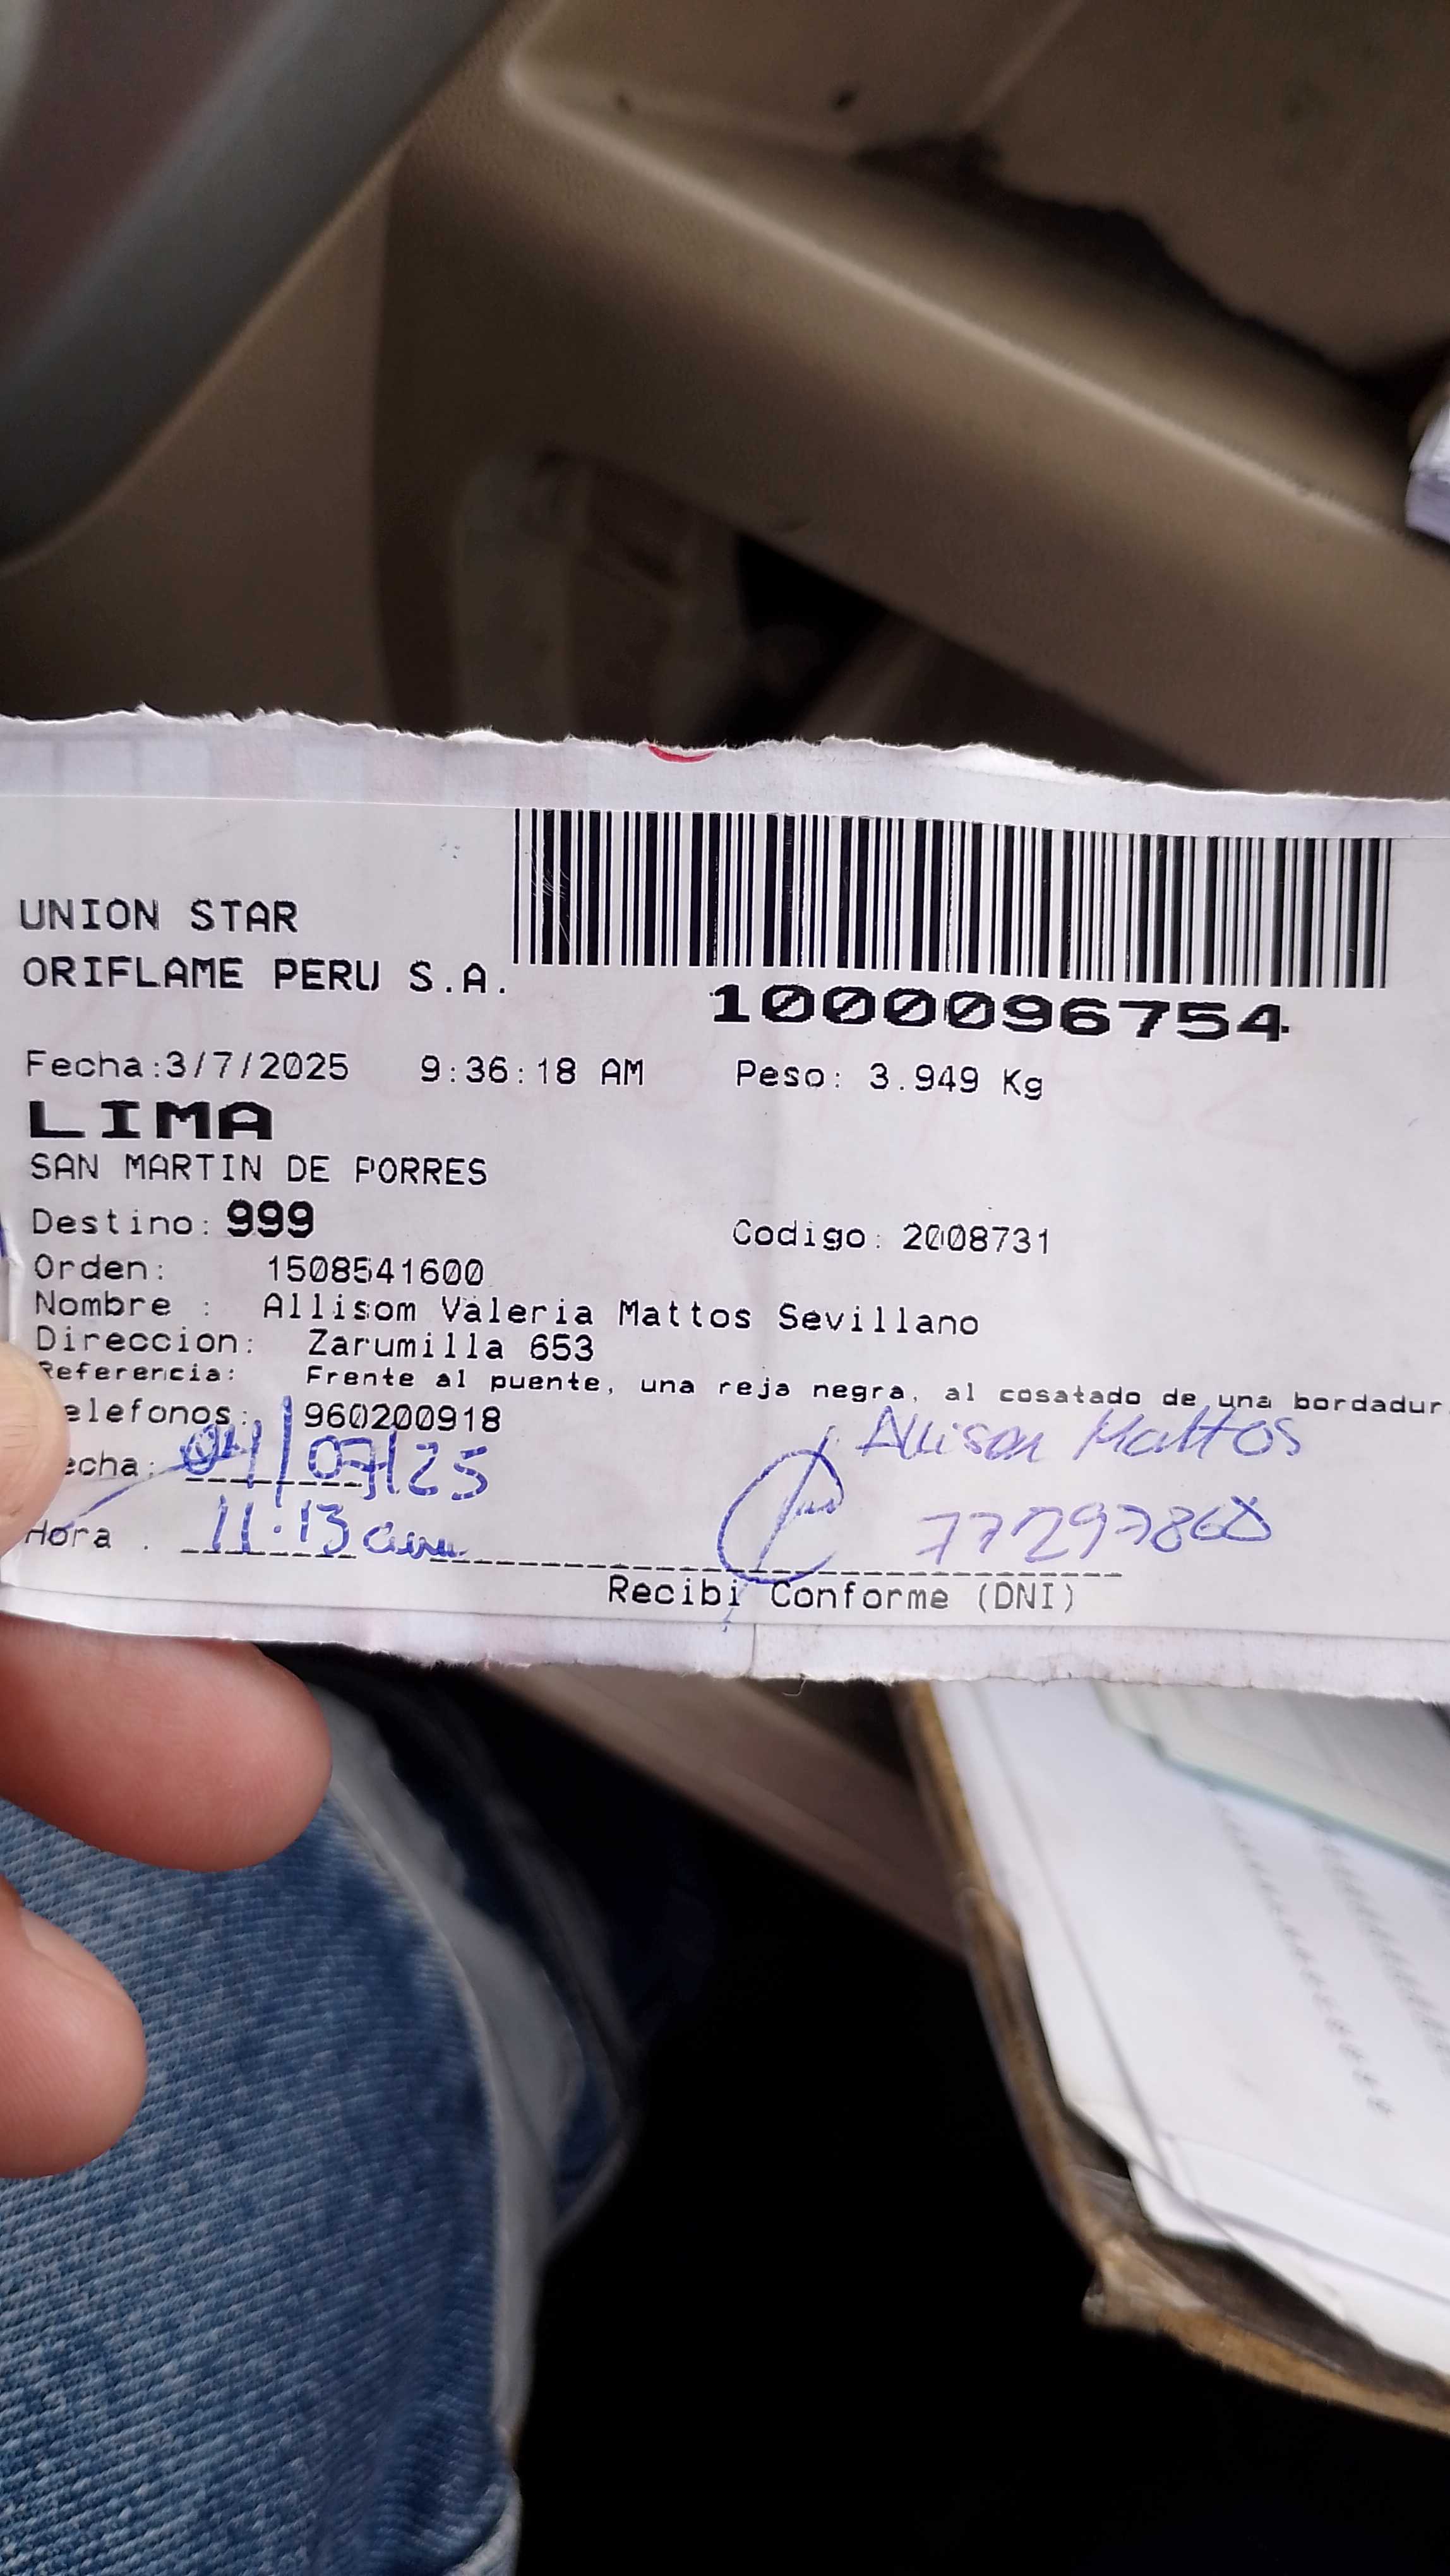 UNION STAR
ORIFLAME PERU S.A.
1000096754
Fecha:3/7/2025 9:36:18 AM Peso: 3.949 Kg
LIMA
SAN MARTIN DE PORRES
Destino: 999 Codigo: 2008731
Orden: 1508541600
Nombre : Allisom Valeria Mattos Sevillano
Direccion: Zarumilla 653
Referencia: Frente al puente, una reja negra, al cosatado de una bordadur
elefonos: 960200918
Allison Mattos
echa: 04/07/25
Hora . 11:13 am 77297860
Recibi Conforme (DNI)